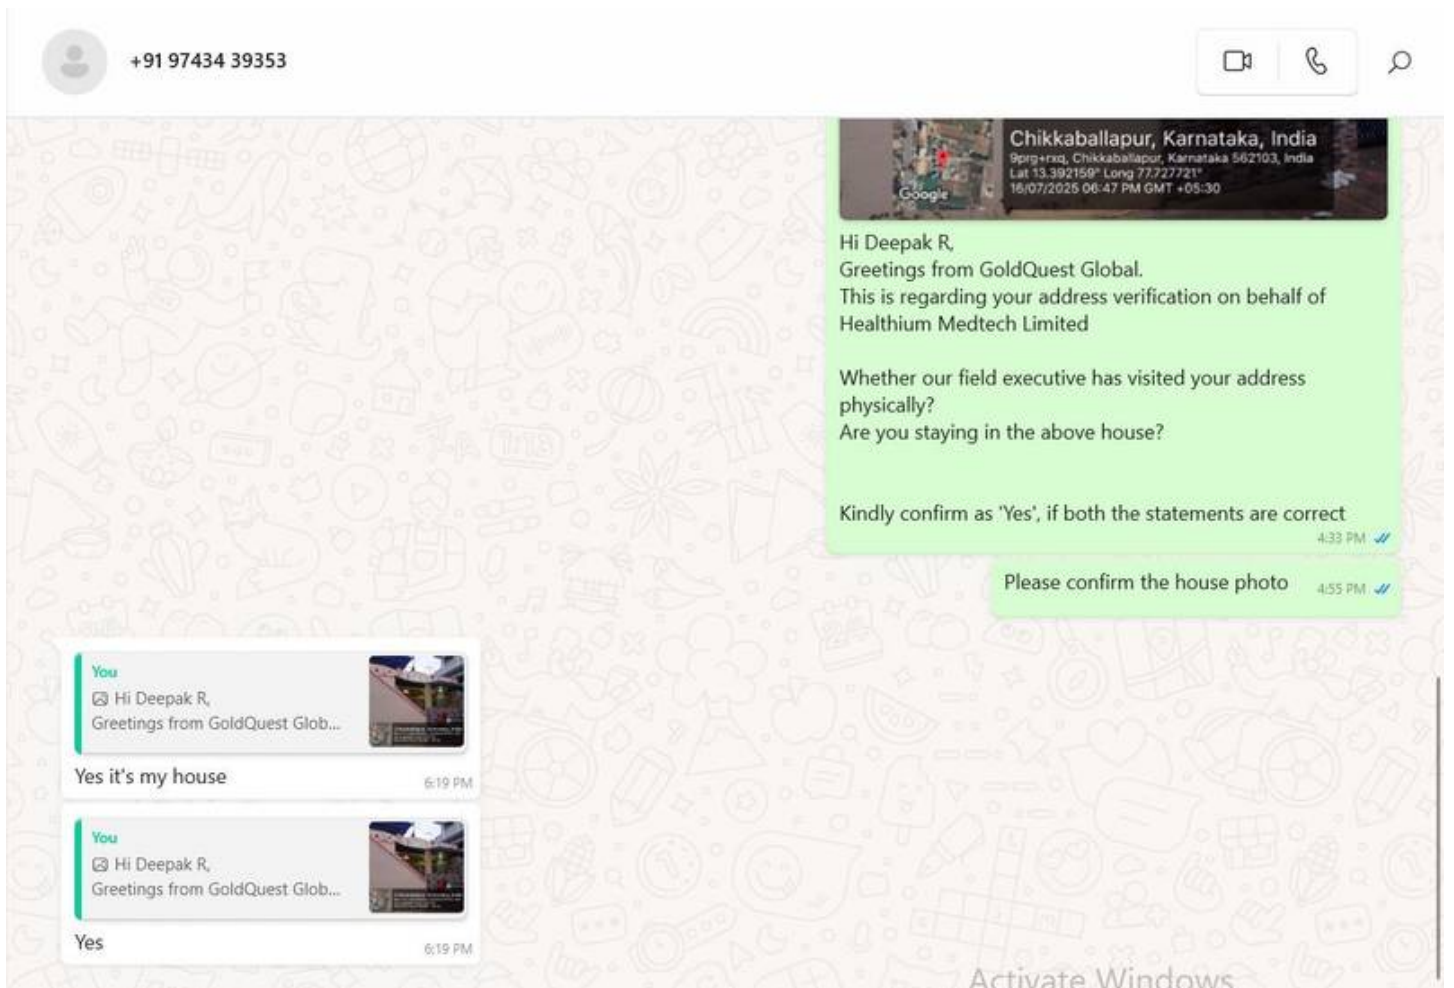 +91 97434 39353
Chikkaballapur, Karnataka, India
9prg+rxq, Chikkaballapur, Karnataka 562103, India
Lat 13.392159° Long 77.727721°
16/07/2025 06:47 PM GMT +05:30
Google
Hi Deepak R,
Greetings from GoldQuest Global.
This is regarding your address verification on behalf of
Healthium Medtech Limited
Whether our field executive has visited your address
physically?
Are you staying in the above house?
Kindly confirm as 'Yes', if both the statements are correct
4:33 PM
Please confirm the house photo 4:55 PM
You
Hi Deepak R,
Greetings from GoldQuest Glob...
Yes it's my house 6:19 PM
You
Hi Deepak R,
Greetings from GoldQuest Glob...
Yes 6:19 PM
Activate Windows